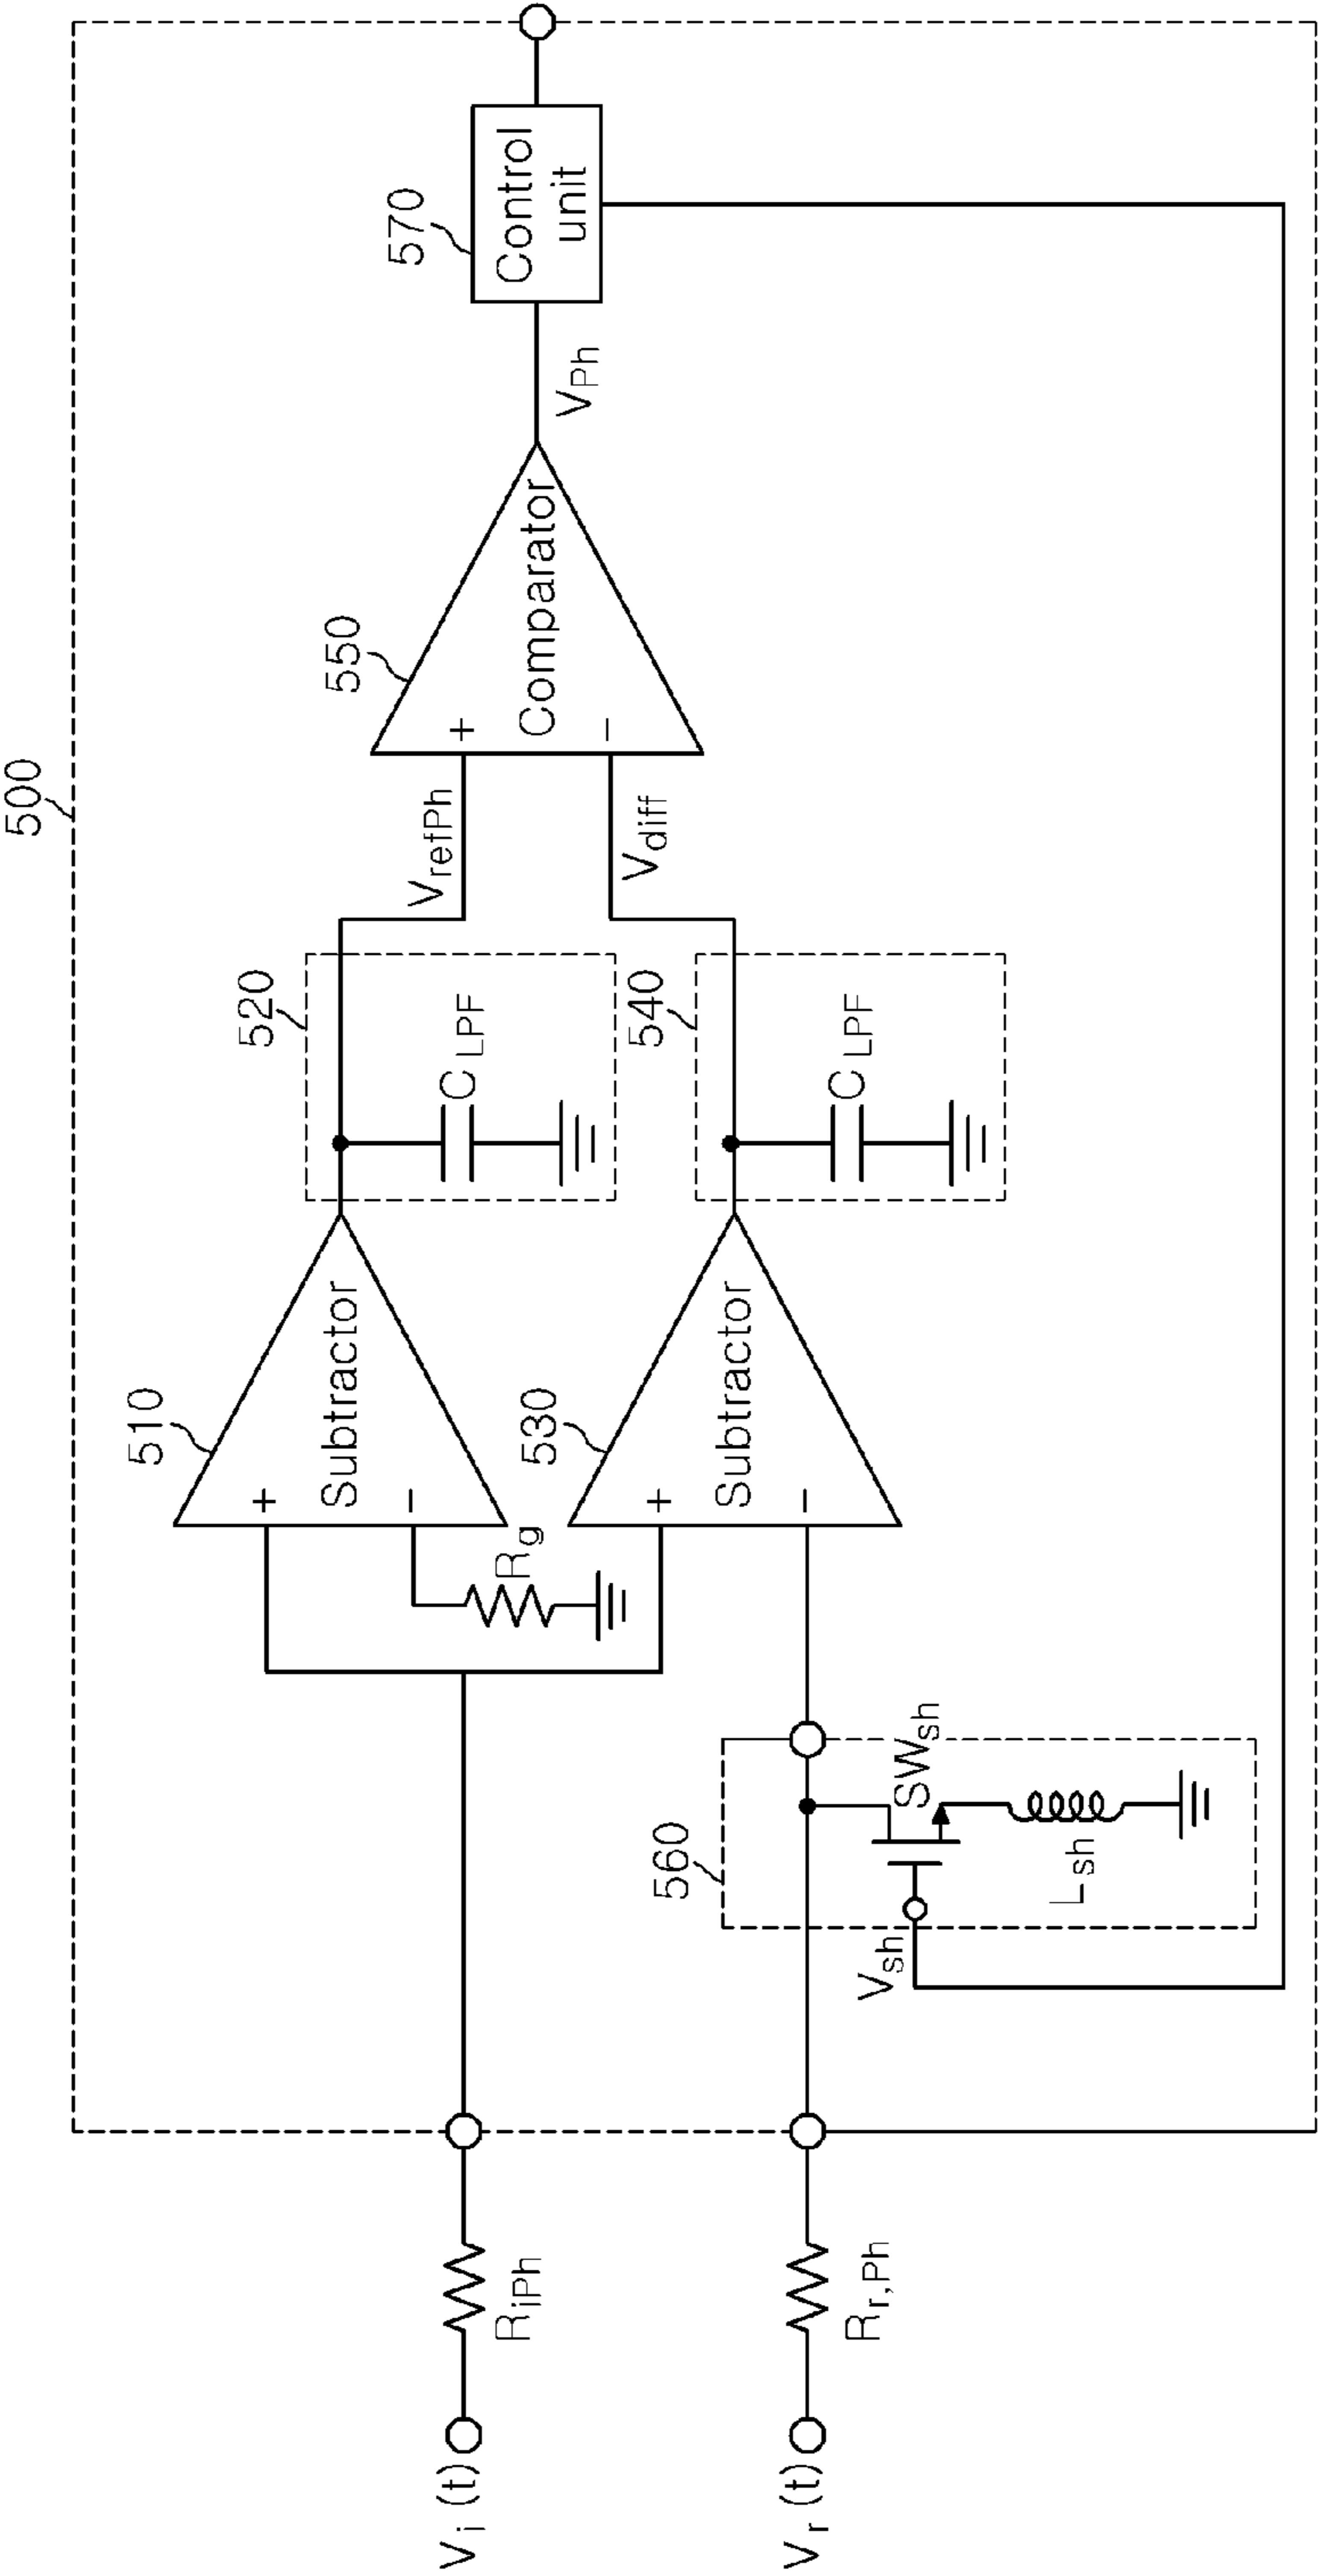 500
V_i (t)
R_iPh
510
+
Subtractor
−
R_g
520
C_LPF
V_refPh
550
+
Comparator
−
V_Ph
570
Control
unit
V_r (t)
R_r,Ph
560
V_sh
SW_sh
L_sh
530
+
Subtractor
−
540
C_LPF
V_diff